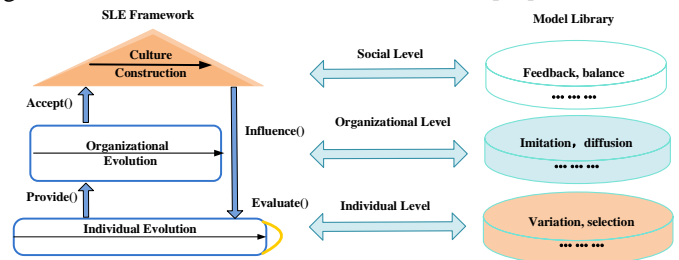 SLE Framework
Model Library
Culture
Construction
Social Level
Feedback, balance
... ... ...
Accept()
Influence()
Organizational Level
Organizational
Evolution
Imitation，diffusion
... ... ...
Provide()
Evaluate()
Individual Level
Individual Evolution
Variation, selection
... ... ...